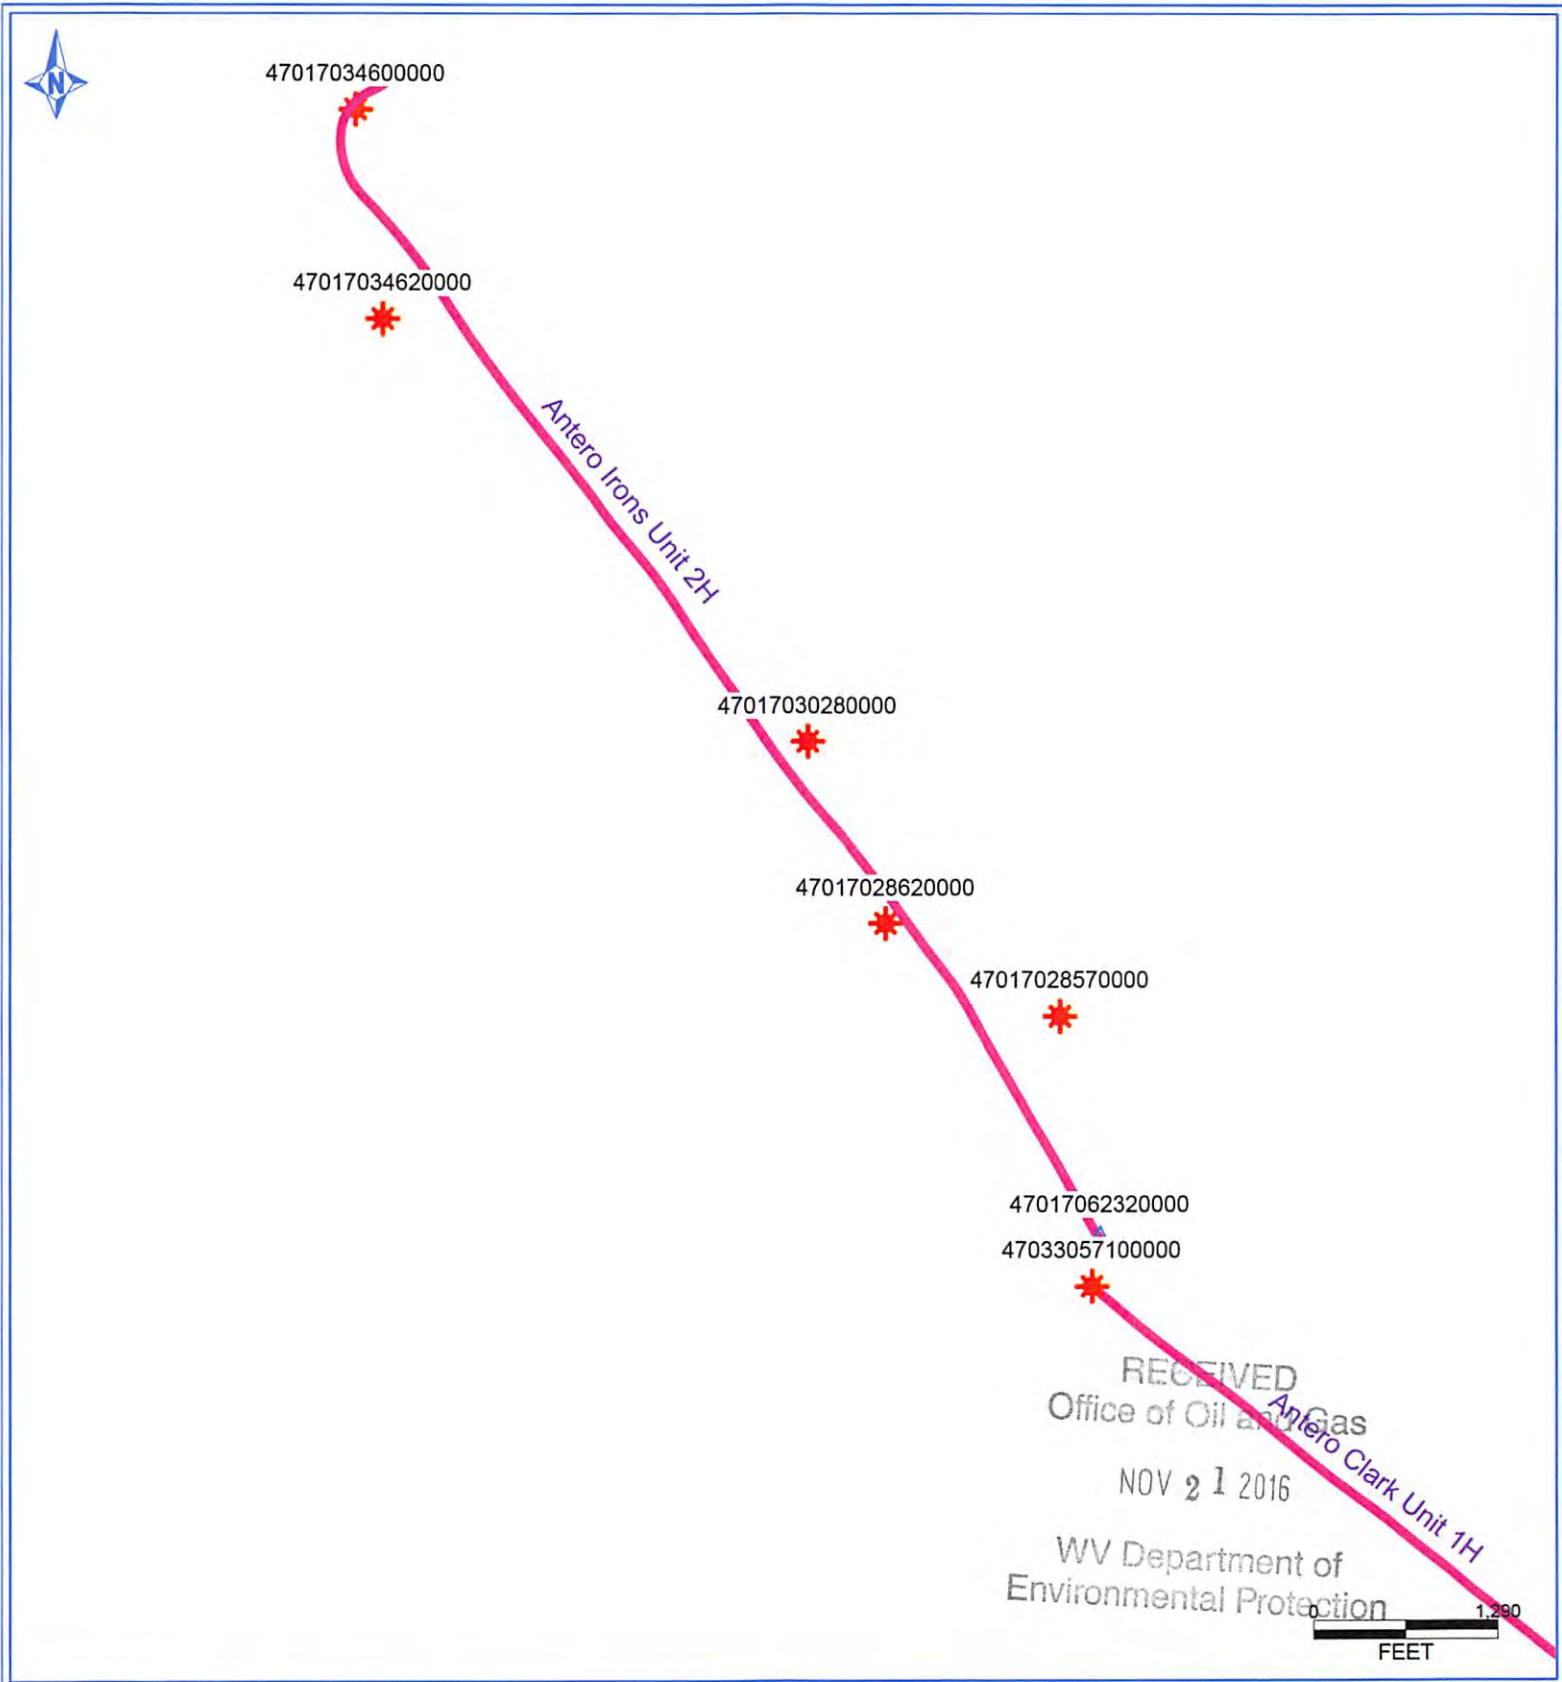 N
47017034600000
47017034620000
Antero Irons Unit 2H
47017030280000
47017028620000
47017028570000
47017062320000
47033057100000
RECEIVED
Office of Oil and Gas
Antero Clark Unit 1H
NOV 21 2016
WV Department of
Environmental Protection
0 1,290
FEET